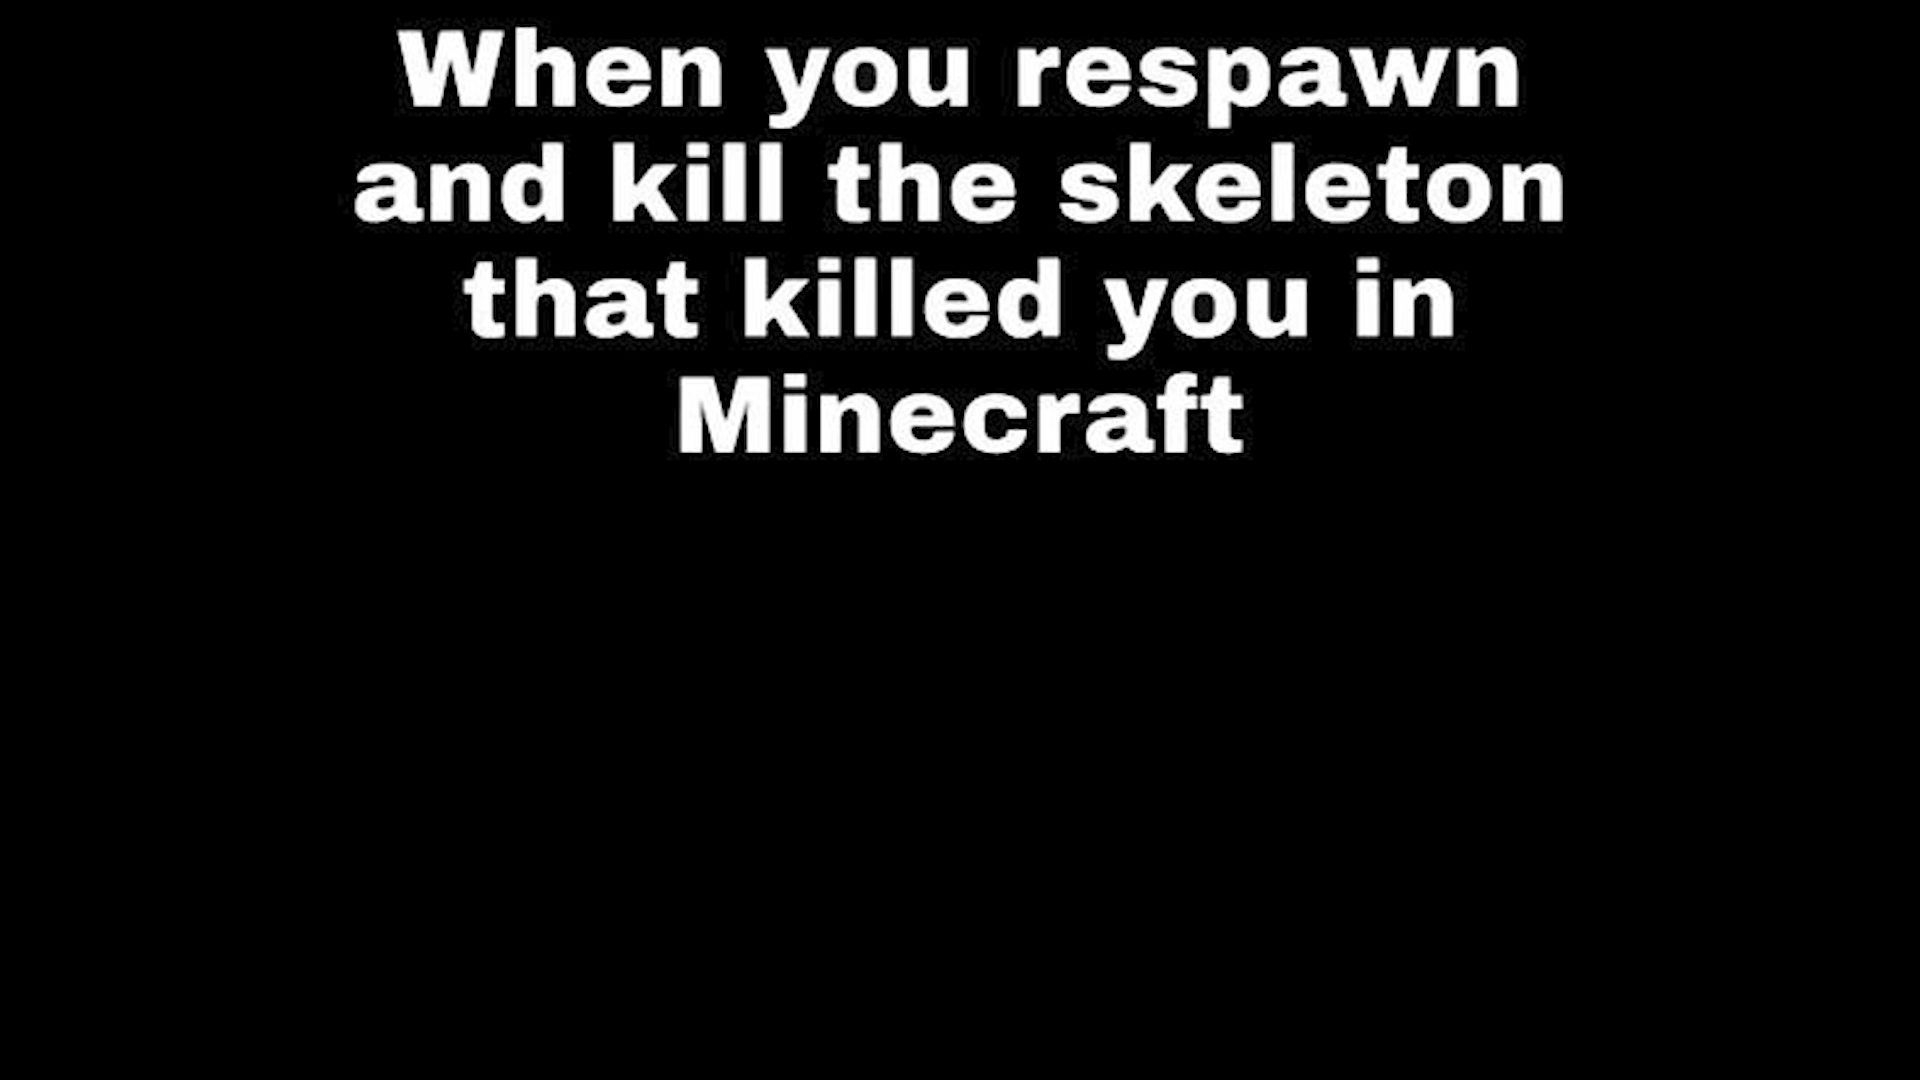 When you respawn
and kill the skeleton
that killed you in
Minecraft